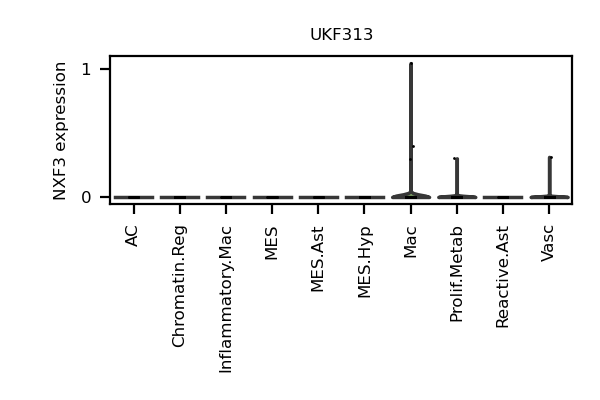 UKF313
NXF3 expression
1
0
AC
Chromatin.Reg
Inflammatory.Mac
MES
MES.Ast
MES.Hyp
Mac
Prolif.Metab
Reactive.Ast
Vasc